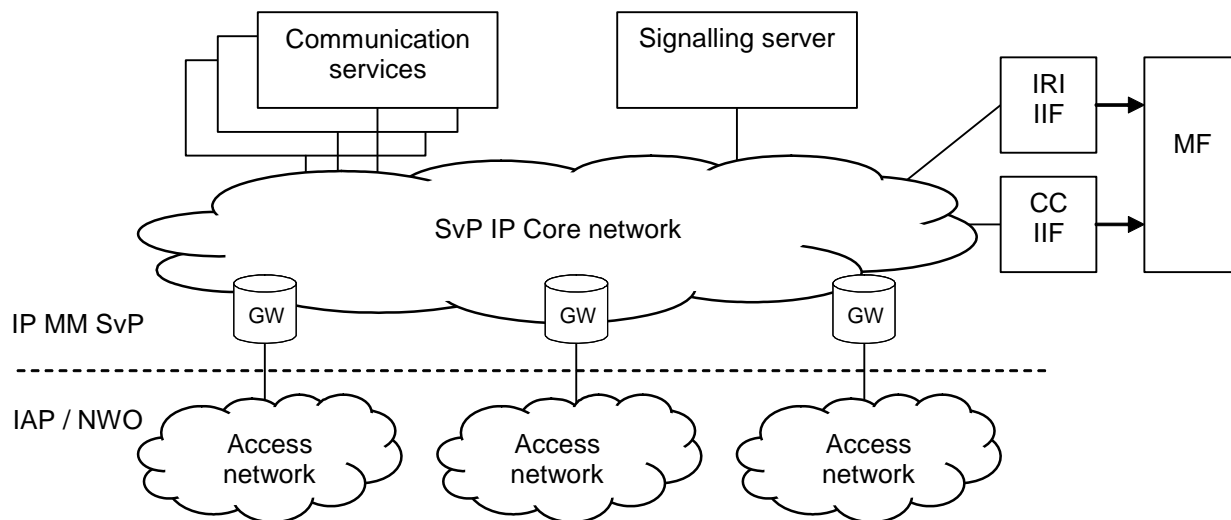 Communication
services
Signalling server
IRI
IIF
MF
SvP IP Core network
CC
IIF
GW
GW
GW
IP MM SvP
IAP / NWO
Access
network
Access
network
Access
network